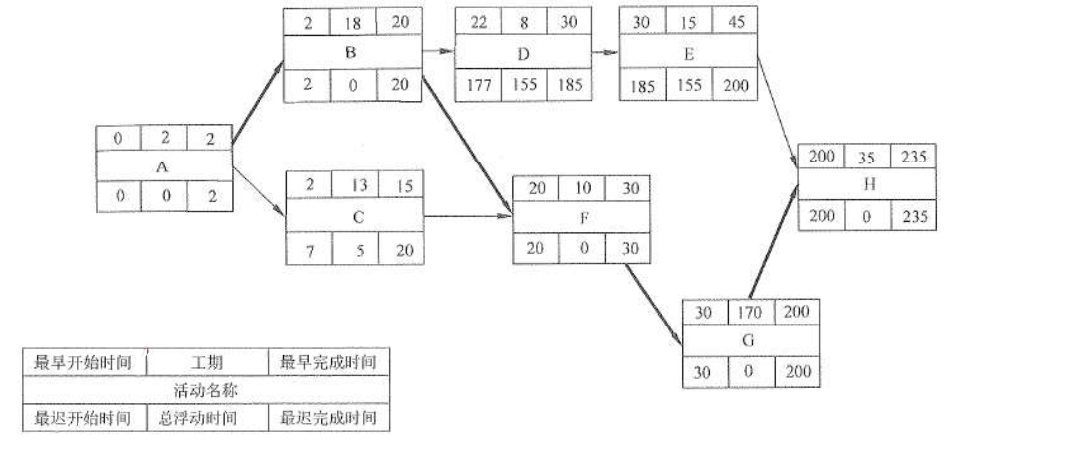 2 18 20
B
2 0 20
22 8 30
D
177 155 185
30 15 45
E
185 155 200
0 2 2
A
0 0 2
2 13 15
C
7 5 20
20 10 30
F
20 0 30
200 35 235
H
200 0 235
30 170 200
G
30 0 200
最早开始时间 工期 最早完成时间
活动名称
最迟开始时间 总浮动时间 最迟完成时间